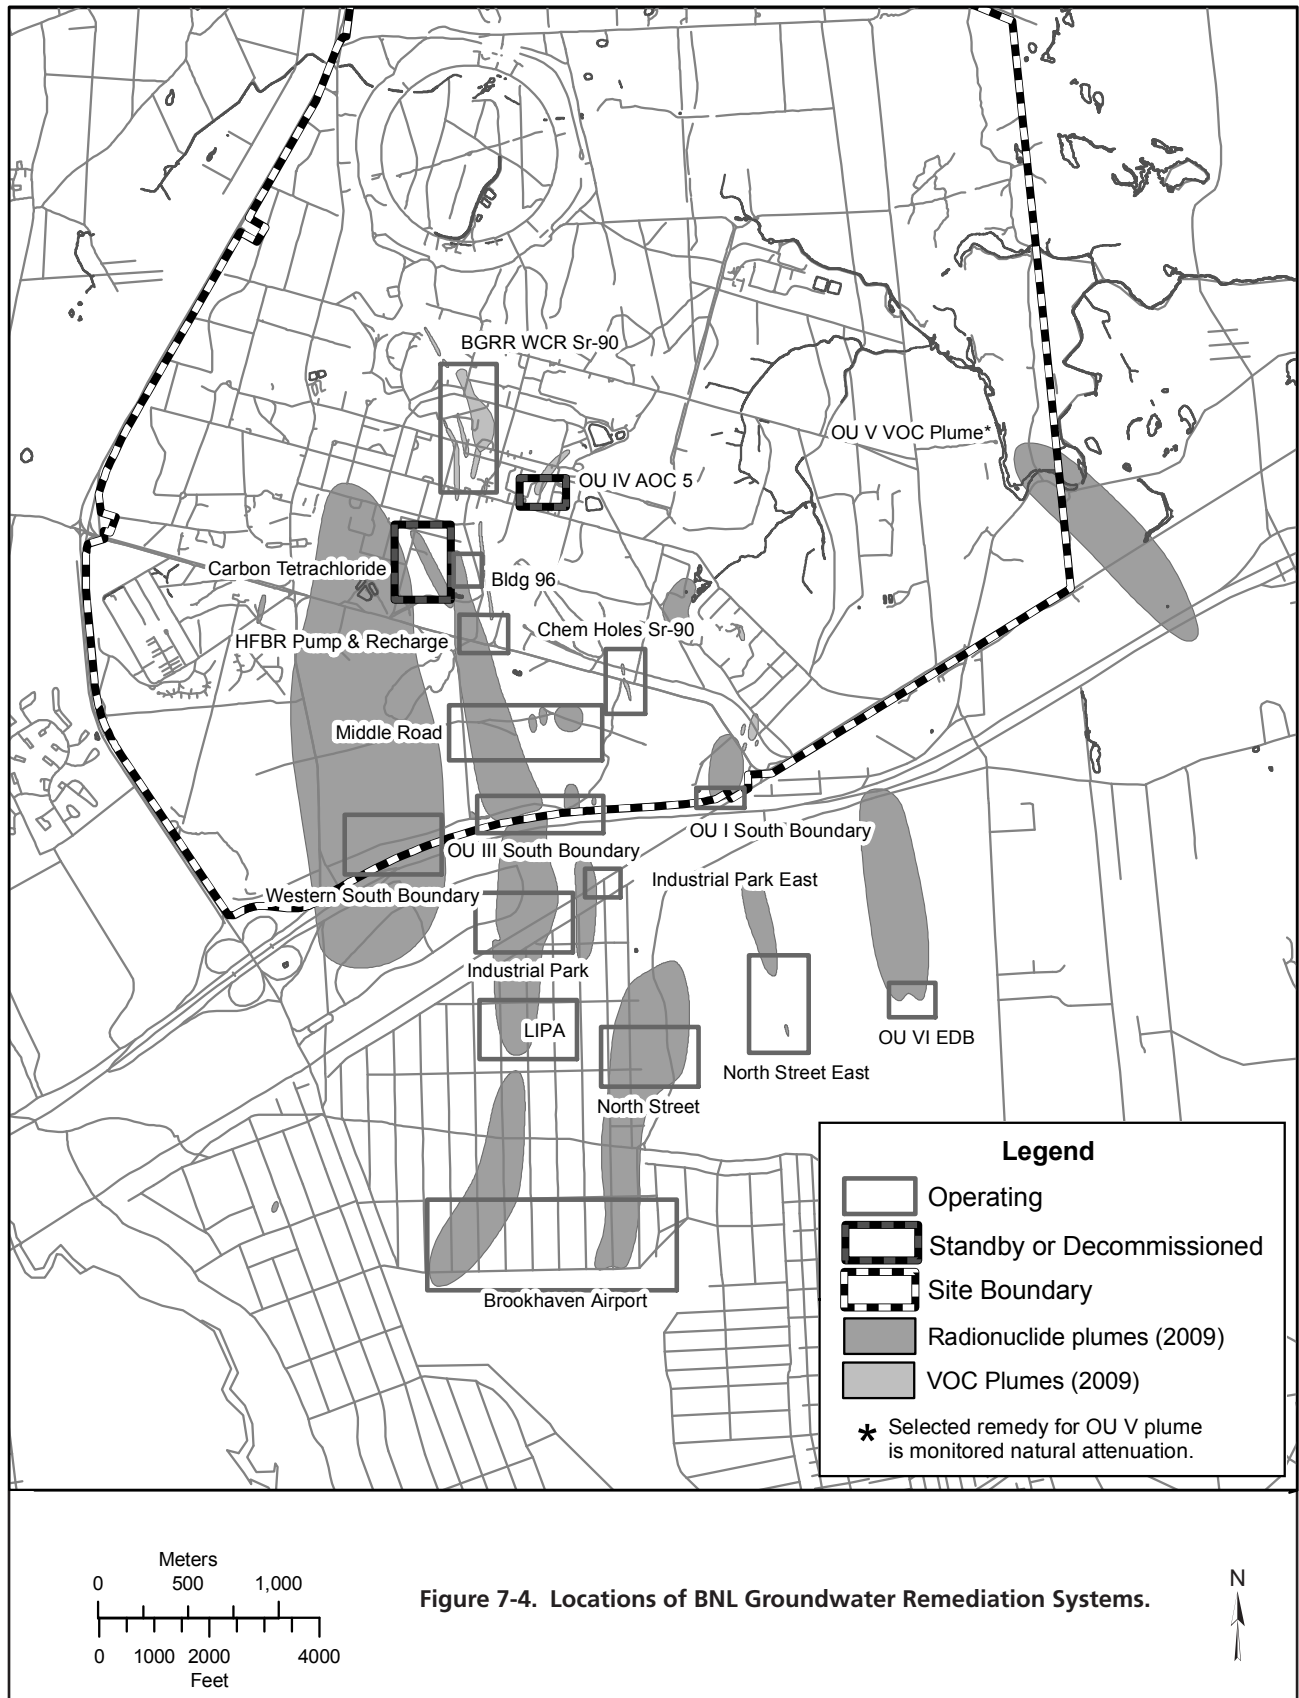 BGRR WCR Sr-90
OU V VOC Plume*
OU IV AOC 5
Carbon Tetrachloride
Bldg 96
Chem Holes Sr-90
HFBR Pump & Recharge
Middle Road
OU I South Boundary
OU III South Boundary
Industrial Park East
Western South Boundary
Industrial Park
LIPA
OU VI EDB
North Street East
North Street
Brookhaven Airport
Legend
Operating
Standby or Decommissioned
Site Boundary
Radionuclide plumes (2009)
VOC Plumes (2009)
* Selected remedy for OU V plume
is monitored natural attenuation.
Meters
0 500 1,000
0 1000 2000 4000
Feet
Figure 7-4. Locations of BNL Groundwater Remediation Systems.
N